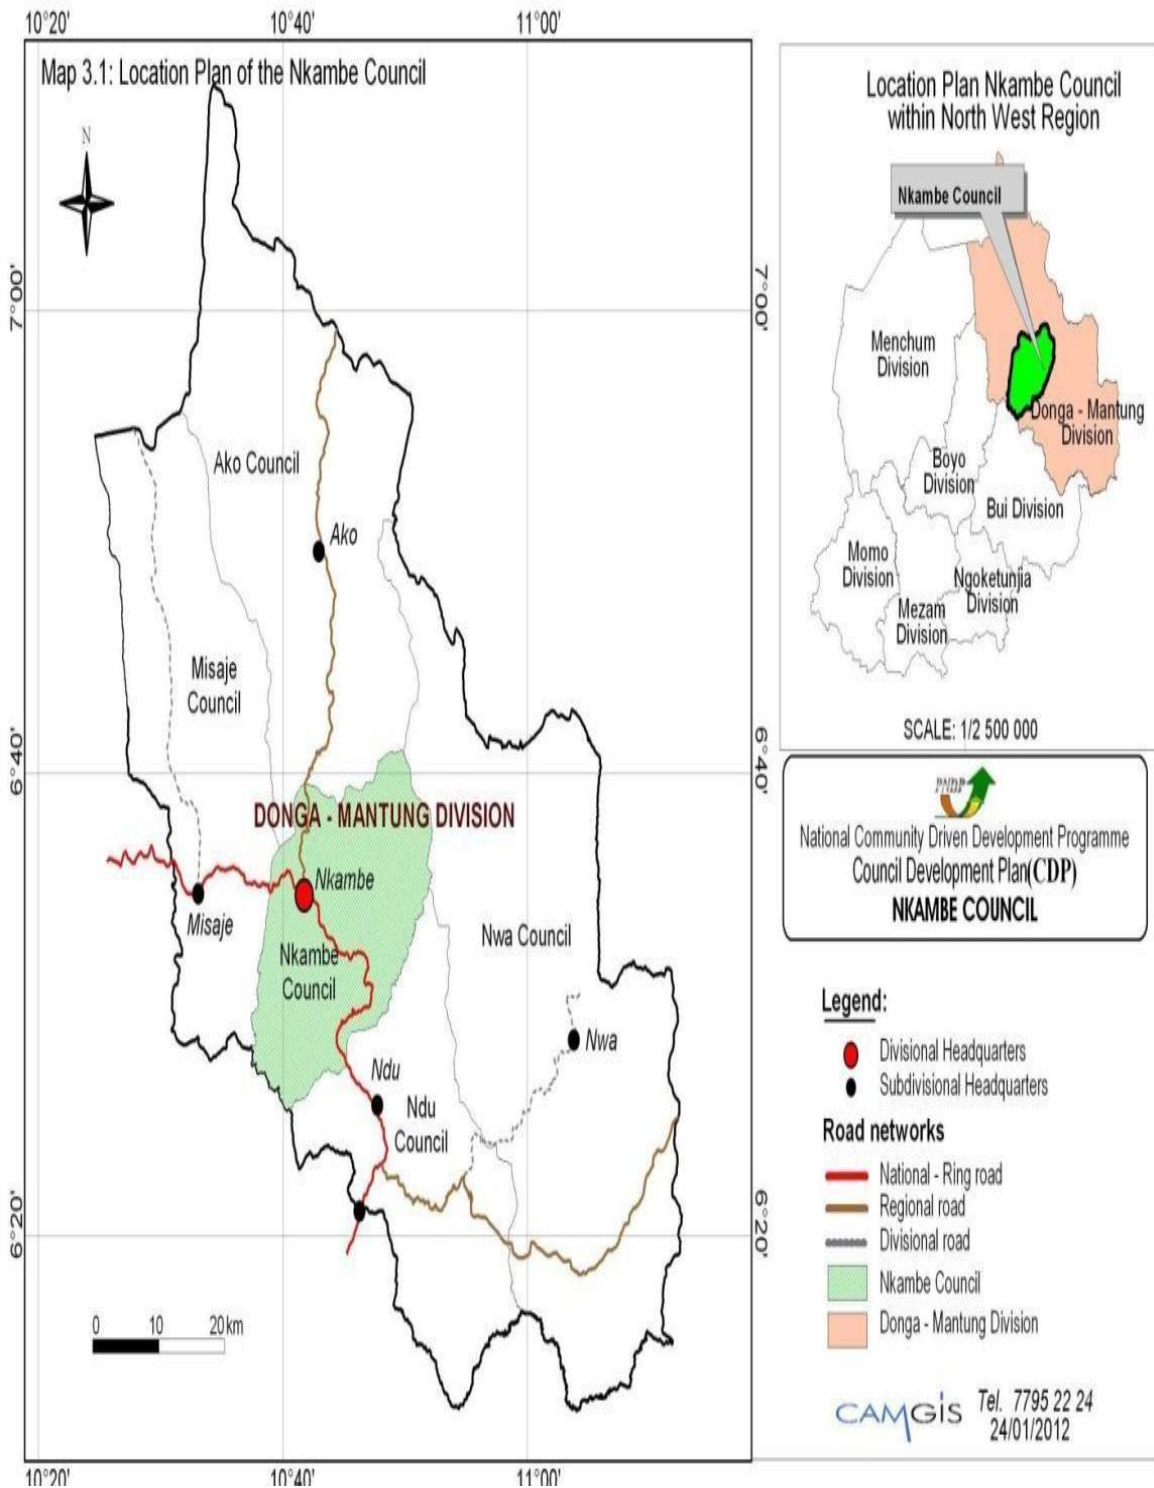 10°20' 10°40' 11°00'
Map 3.1: Location Plan of the Nkambe Council
N
7°00' 7°00'
Ako Council
Ako
Misaje
Council
6°40' 6°40'
DONGA - MANTUNG DIVISION
Nkambe
Misaje
Nkambe
Council
Nwa Council
Nwa
Ndu
Ndu
Council
6°20' 6°20'
0 10 20 km
10°20' 10°40' 11°00'
Location Plan Nkambe Council
within North West Region
Nkambe Council
Menchum
Division
Donga - Mantung
Division
Boyo
Division
Bui Division
Momo
Division
Ngoketunjia
Division
Mezam
Division
SCALE: 1/2 500 000
PNDP
National Community Driven Development Programme
Council Development Plan(CDP)
NKAMBE COUNCIL
Legend:
Divisional Headquarters
Subdivisional Headquarters
Road networks
National - Ring road
Regional road
Divisional road
Nkambe Council
Donga - Mantung Division
CAMGIS Tel. 7795 22 24
24/01/2012